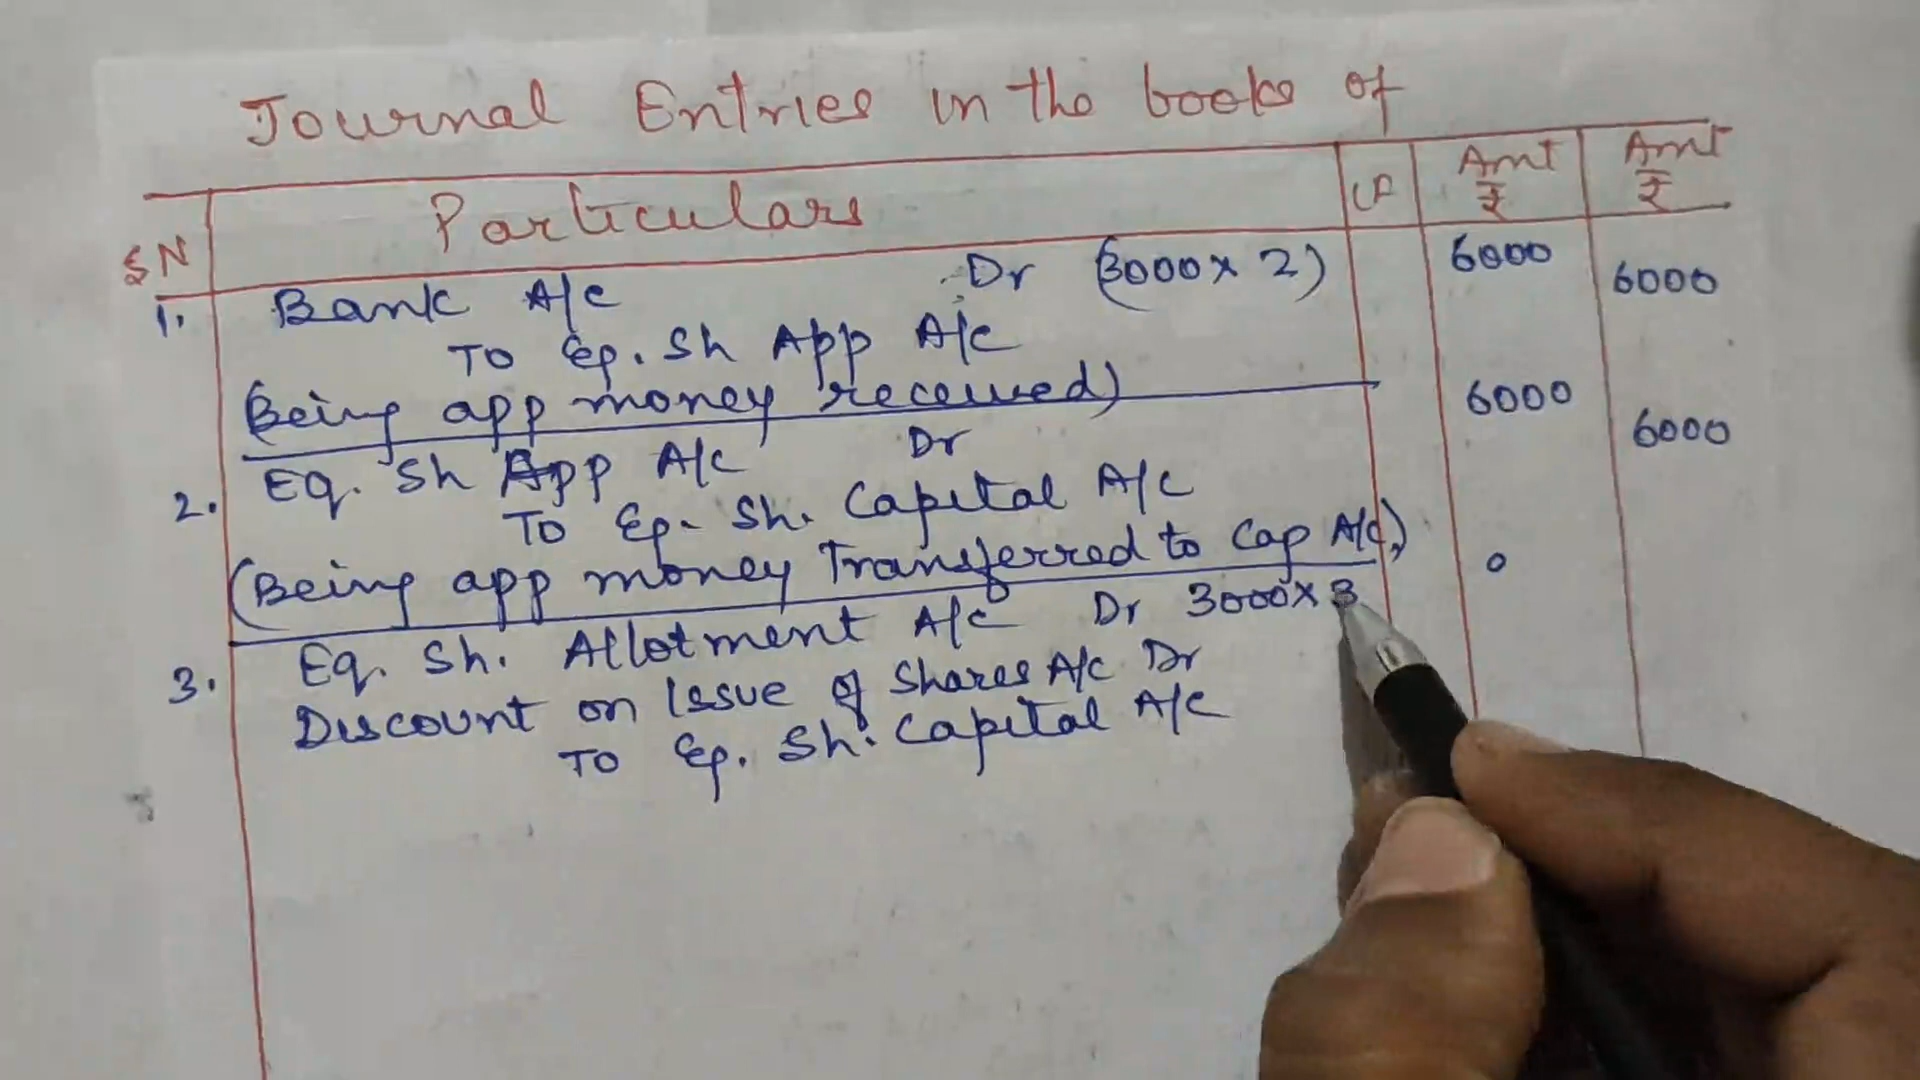 Journal Entries in the books of
SN Particulars LF Amt ₹ Amt ₹
1. Bank A/c Dr (3000 x 2) 6000
To Eq. Sh App A/c 6000
(Being app money received)
2. Eq. Sh App A/c Dr 6000
To Eq. Sh. Capital A/c 6000
(Being app money Transferred to Cap A/c)
3. Eq. Sh. Allotment A/c Dr 3000 x 3
Discount on Issue of Shares A/c Dr
To Eq. Sh. Capital A/c